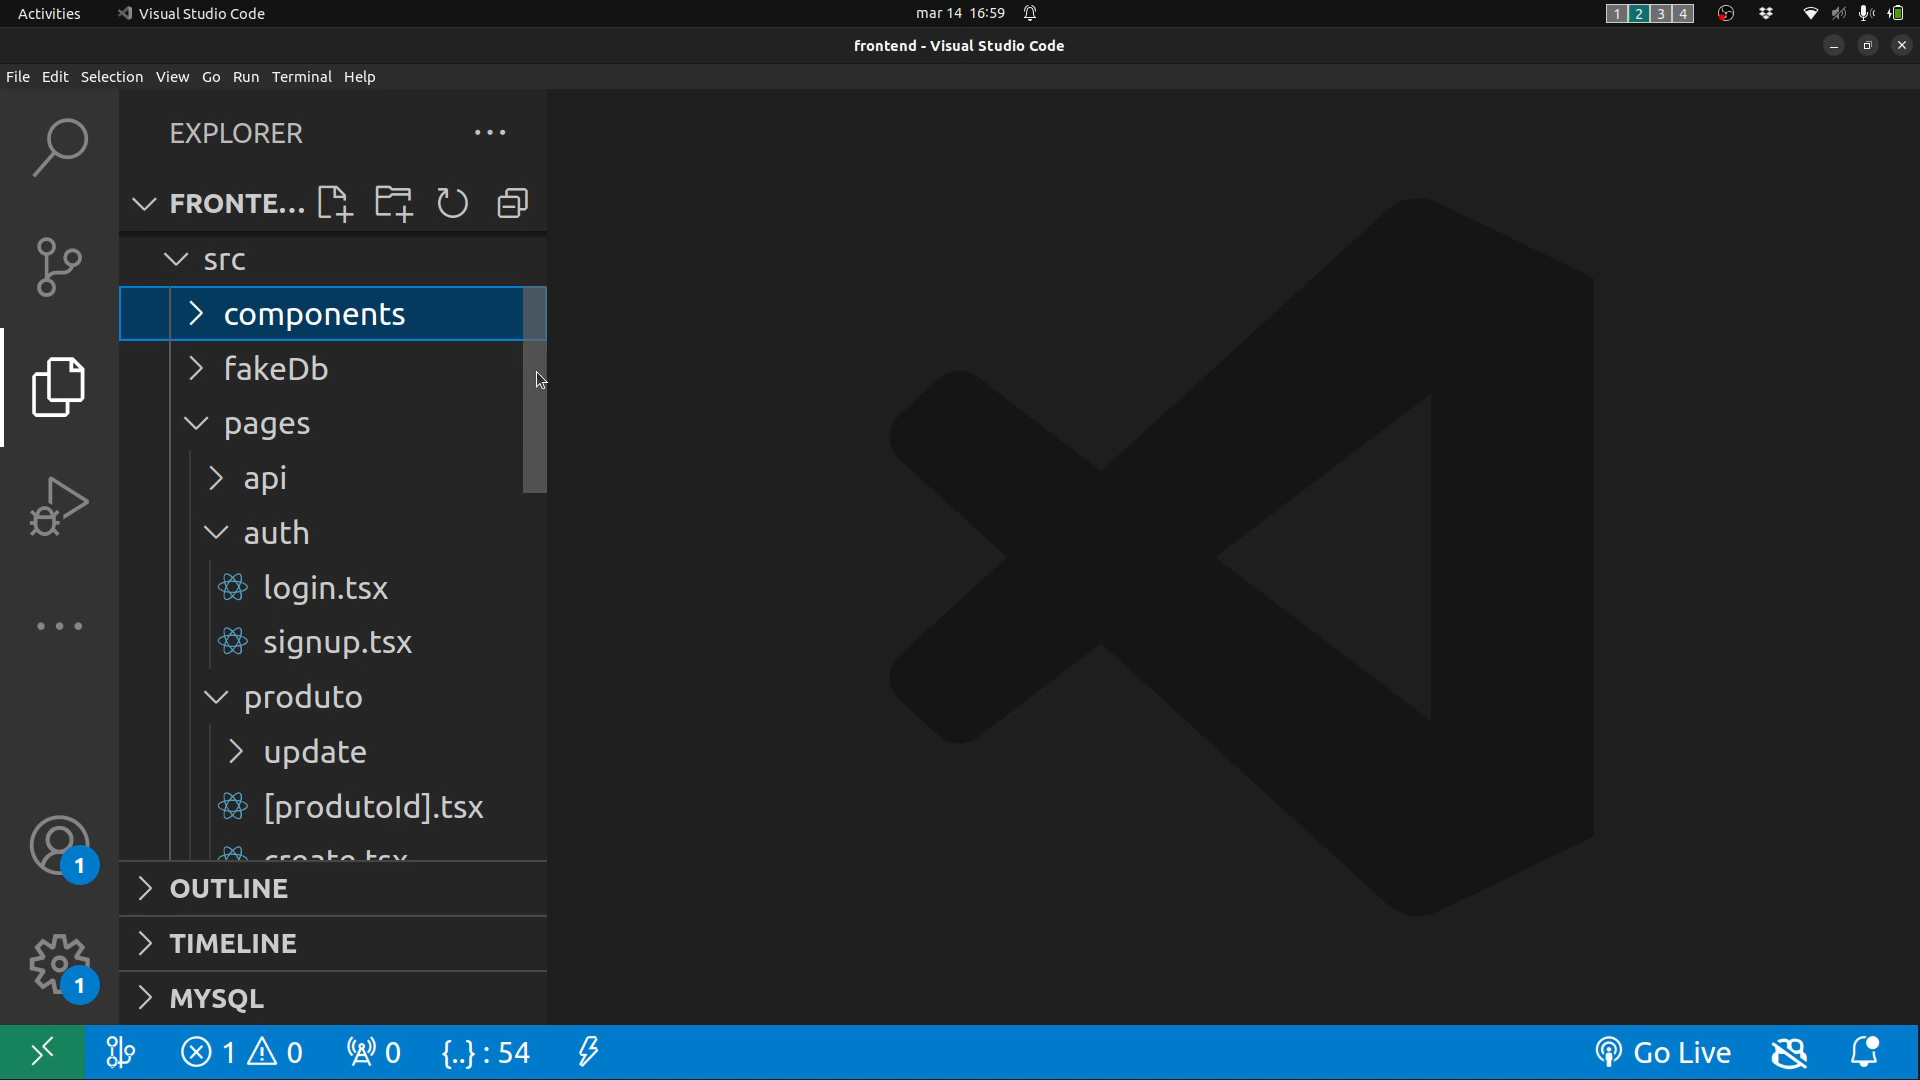 Activities
Visual Studio Code
mar 14 16:59
1 2 3 4
frontend - Visual Studio Code
File Edit Selection View Go Run Terminal Help
EXPLORER
FRONTE...
src
components
fakeDb
pages
api
auth
login.tsx
signup.tsx
produto
update
[produtoId].tsx
create.tsx
OUTLINE
TIMELINE
MYSQL
1
1
1 0 0 {..} : 54
Go Live